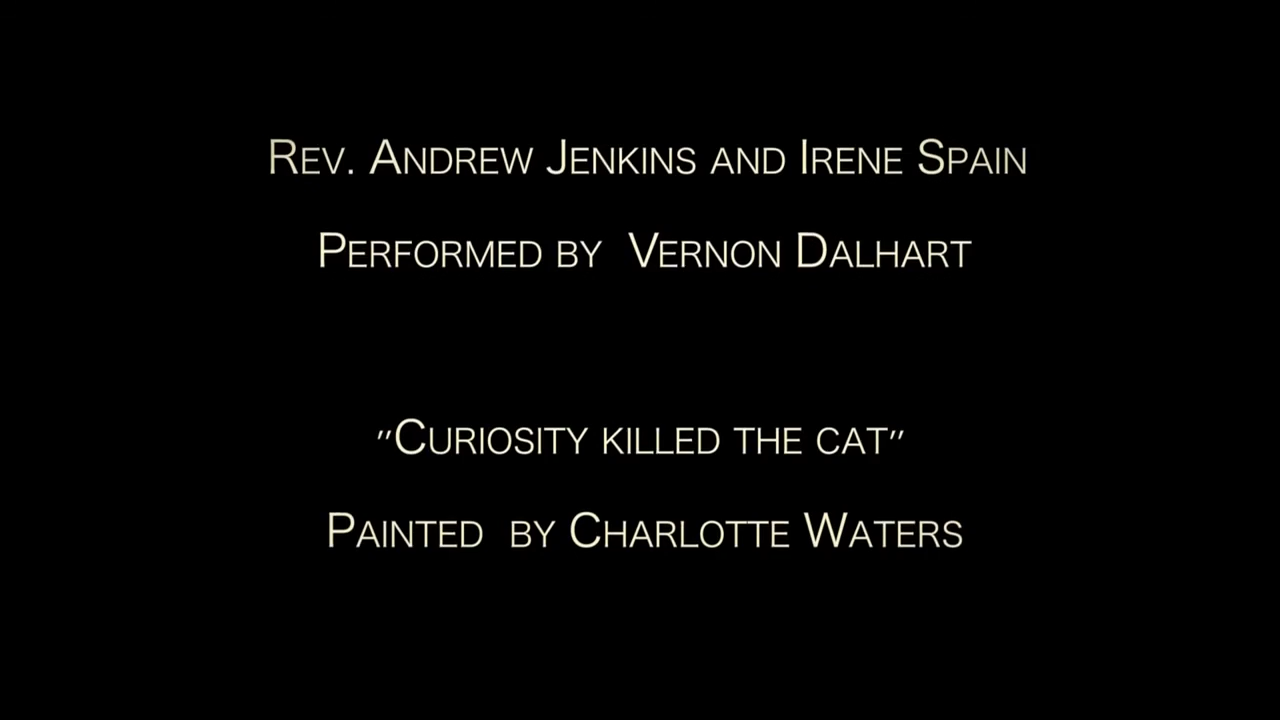 Rev. Andrew Jenkins and Irene Spain
Performed by Vernon Dalhart
"Curiosity killed the cat"
Painted by Charlotte Waters